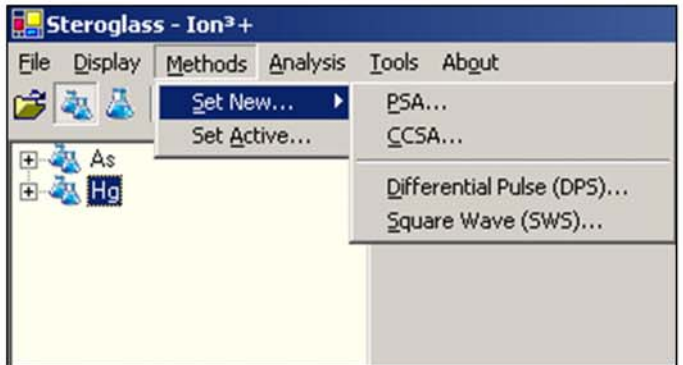 Steroglass - Ion³+
File Display Methods Analysis Tools About
Set New...
Set Active...
PSA...
CCSA...
Differential Pulse (DPS)...
Square Wave (SWS)...
As
Hg